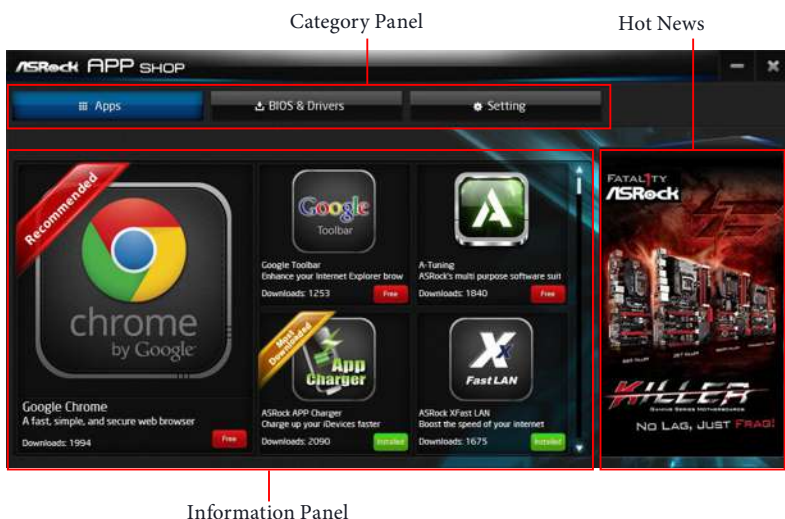 Category Panel
Hot News
ASRock APP SHOP
Apps
BIOS & Drivers
Setting
Recommended
chrome
by Google
Google Chrome
A fast, simple, and secure web browser
Downloads: 1994
Free
Google
Toolbar
Google Toolbar
Enhance your Internet Explorer brow
Downloads: 1253
Free
A-Tuning
ASRock's multi purpose software suit
Downloads: 1840
Free
Most
Downloaded
App
Charger
ASRock APP Charger
Charge up your iDevices faster
Downloads: 2090
Installed
X
Fast LAN
ASRock XFast LAN
Boost the speed of your internet
Downloads: 1675
Installed
FATAL1TY
ASRock
KILLER
GAMING SERIES MOTHERBOARDS
NO LAG, JUST FRAG!
Information Panel